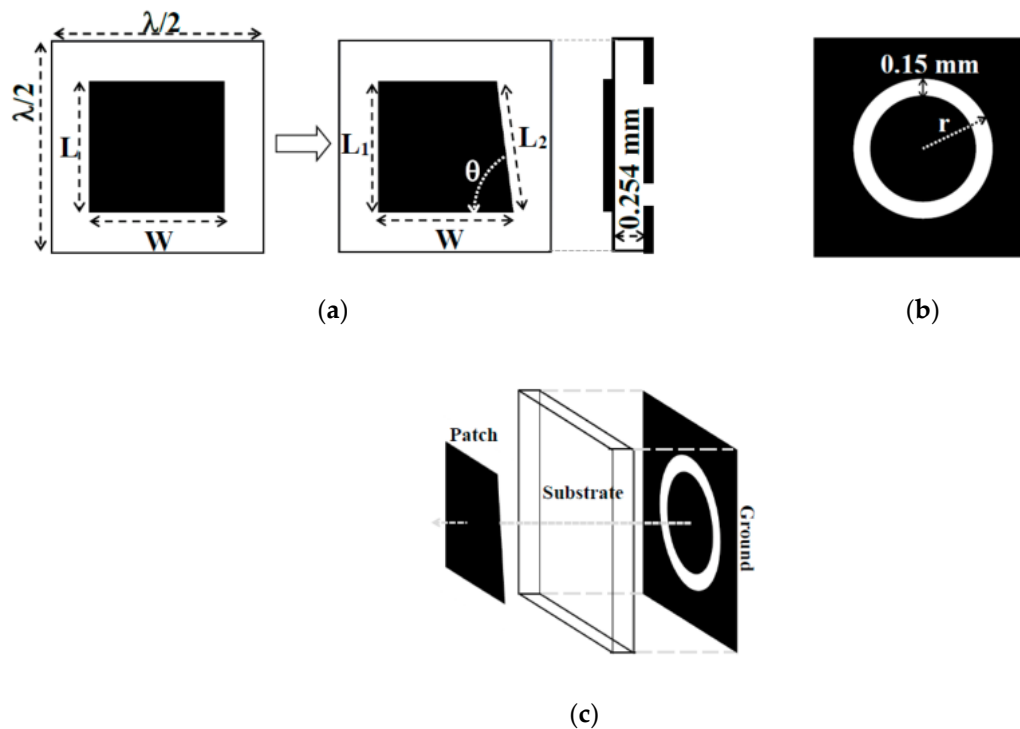 λ/2
λ/2
L
W
L₁
L₂
θ
W
0.254 mm
(a)
0.15 mm
r
(b)
Patch
Substrate
Ground
(c)